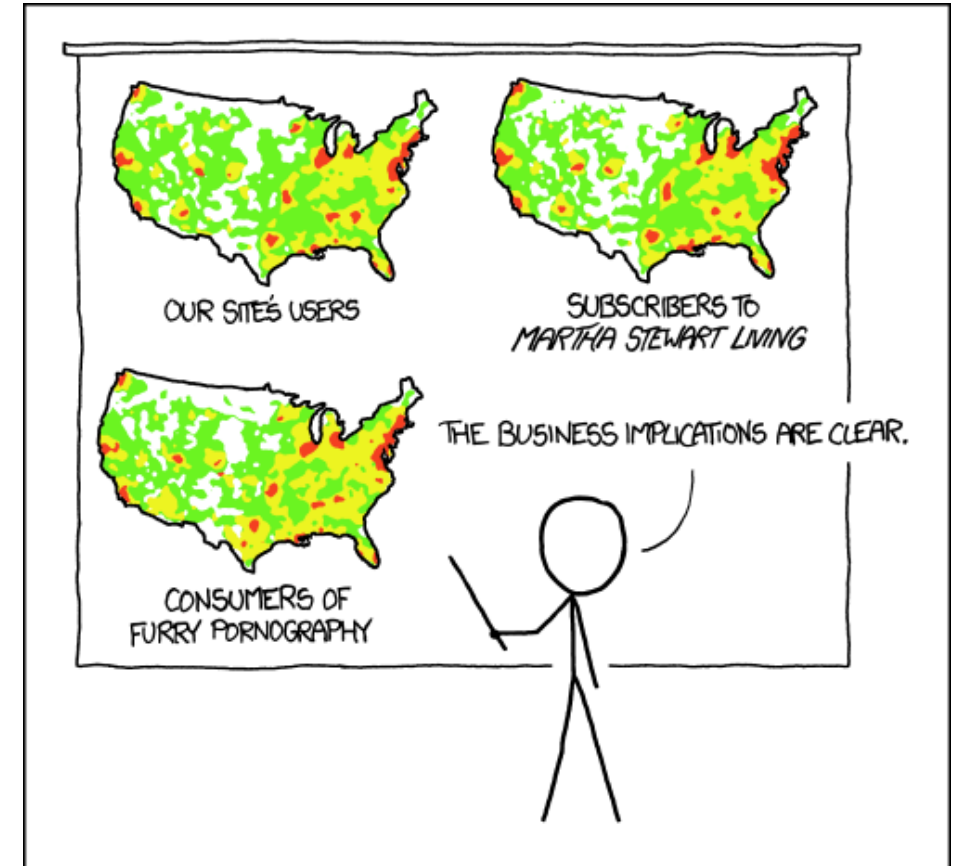 OUR SITE'S USERS
SUBSCRIBERS TO
MARTHA STEWART LIVING
CONSUMERS OF
FURRY PORNOGRAPHY
THE BUSINESS IMPLICATIONS ARE CLEAR.